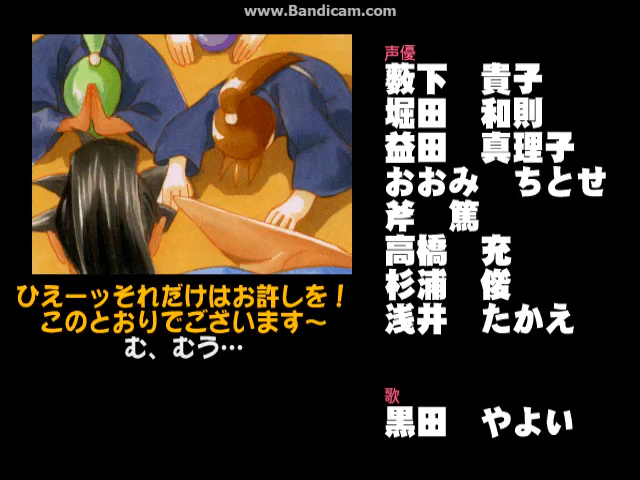 www.Bandicam.com
ひえーッそれだけはお許しを！
このとおりでございます～
む、むう…
声優
薮下 貴子
堀田 和則
益田 真理子
おおみ ちとせ
斧 篤
高橋 充
杉浦 俊
浅井 たかえ
歌
黒田 やよい